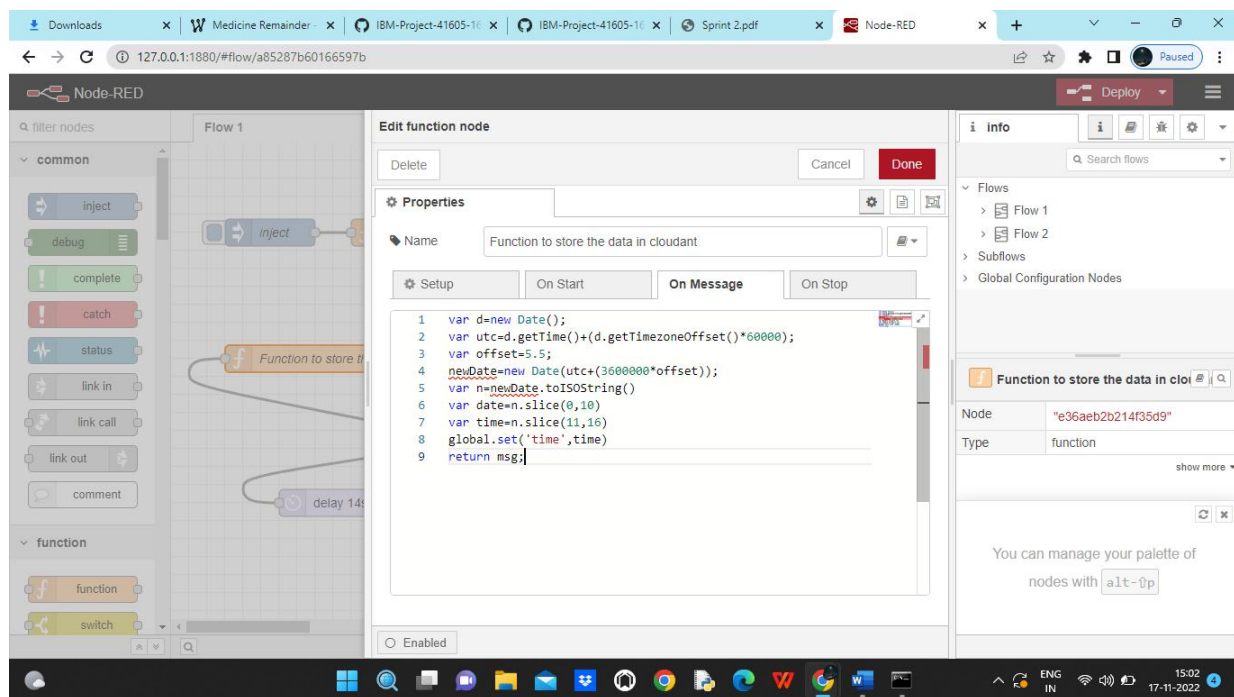 Downloads
Medicine Remainder -
IBM-Project-41605-16
IBM-Project-41605-16
Sprint 2.pdf
Node-RED
127.0.0.1:1880/#flow/a85287b60166597b
Paused
Node-RED
Deploy
filter nodes
Flow 1
Edit function node
i info
common
Delete
Cancel
Done
Search flows
Properties
Flows
inject
inject
Name
Function to store the data in cloudant
Flow 1
debug
Flow 2
Subflows
complete
Setup
On Start
On Message
On Stop
Global Configuration Nodes
catch
1 var d=new Date();
2 var utc=d.getTime()+(d.getTimezoneOffset()*60000);
status
Function to store th
3 var offset=5.5;
4 newDate=new Date(utc+(3600000*offset));
link in
5 var n=newDate.toISOString()
Function to store the data in clou
6 var date=n.slice(0,10)
link call
7 var time=n.slice(11,16)
Node
"e36aeb2b214f35d9"
8 global.set('time',time)
Type
function
link out
9 return msg;
show more
comment
delay 14s
function
You can manage your palette of
nodes with alt-⇧p
function
switch
Enabled
ENG
IN
15:02
17-11-2022
4